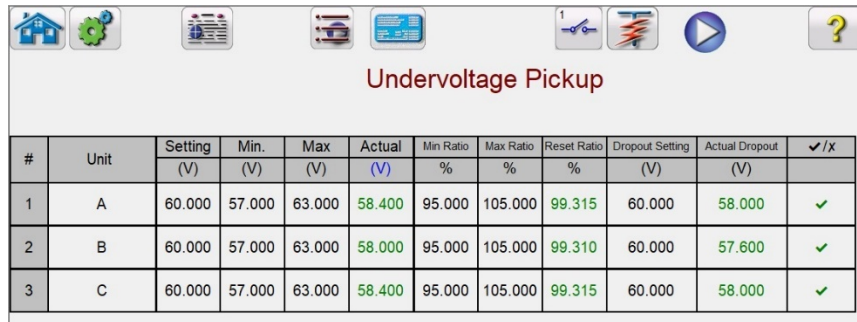 1
?
Undervoltage Pickup
# Unit Setting Min. Max Actual Min Ratio Max Ratio Reset Ratio Dropout Setting Actual Dropout ✓/x
(V) (V) (V) (V) % % % (V) (V)
1 A 60.000 57.000 63.000 58.400 95.000 105.000 99.315 60.000 58.000 ✓
2 B 60.000 57.000 63.000 58.000 95.000 105.000 99.310 60.000 57.600 ✓
3 C 60.000 57.000 63.000 58.400 95.000 105.000 99.315 60.000 58.000 ✓